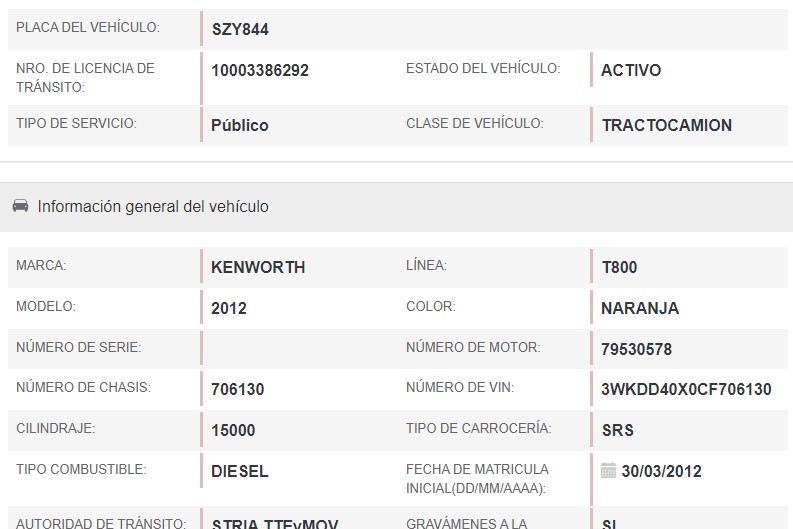 PLACA DEL VEHÍCULO: SZY844
NRO. DE LICENCIA DE TRÁNSITO: 10003386292 ESTADO DEL VEHÍCULO: ACTIVO
TIPO DE SERVICIO: Público CLASE DE VEHÍCULO: TRACTOCAMION
Información general del vehículo
MARCA: KENWORTH LÍNEA: T800
MODELO: 2012 COLOR: NARANJA
NÚMERO DE SERIE: NÚMERO DE MOTOR: 79530578
NÚMERO DE CHASIS: 706130 NÚMERO DE VIN: 3WKDD40X0CF706130
CILINDRAJE: 15000 TIPO DE CARROCERÍA: SRS
TIPO COMBUSTIBLE: DIESEL FECHA DE MATRICULA INICIAL(DD/MM/AAAA): 30/03/2012
AUTORIDAD DE TRÁNSITO: STRIA TTEyMOV GRAVÁMENES A LA SI